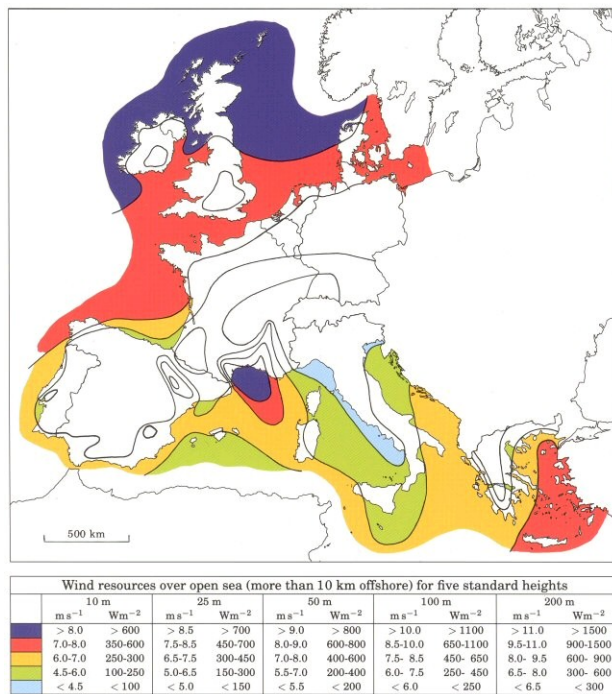 500 km
Wind resources over open sea (more than 10 km offshore) for five standard heights
10 m 25 m 50 m 100 m 200 m
m s⁻¹ Wm⁻² m s⁻¹ Wm⁻² m s⁻¹ Wm⁻² m s⁻¹ Wm⁻² m s⁻¹ Wm⁻²
> 8.0 > 600 > 8.5 > 700 > 9.0 > 800 > 10.0 > 1100 > 11.0 > 1500
7.0-8.0 350-600 7.5-8.5 450-700 8.0-9.0 600-800 8.5-10.0 650-1100 9.5-11.0 900-1500
6.0-7.0 250-300 6.5-7.5 300-450 7.0-8.0 400-600 7.5- 8.5 450- 650 8.0- 9.5 600- 900
4.5-6.0 100-250 5.0-6.5 150-300 5.5-7.0 200-400 6.0- 7.5 250- 450 6.5- 8.0 300- 600
< 4.5 < 100 < 5.0 < 150 < 5.5 < 200 < 6.0 < 250 < 6.5 < 300